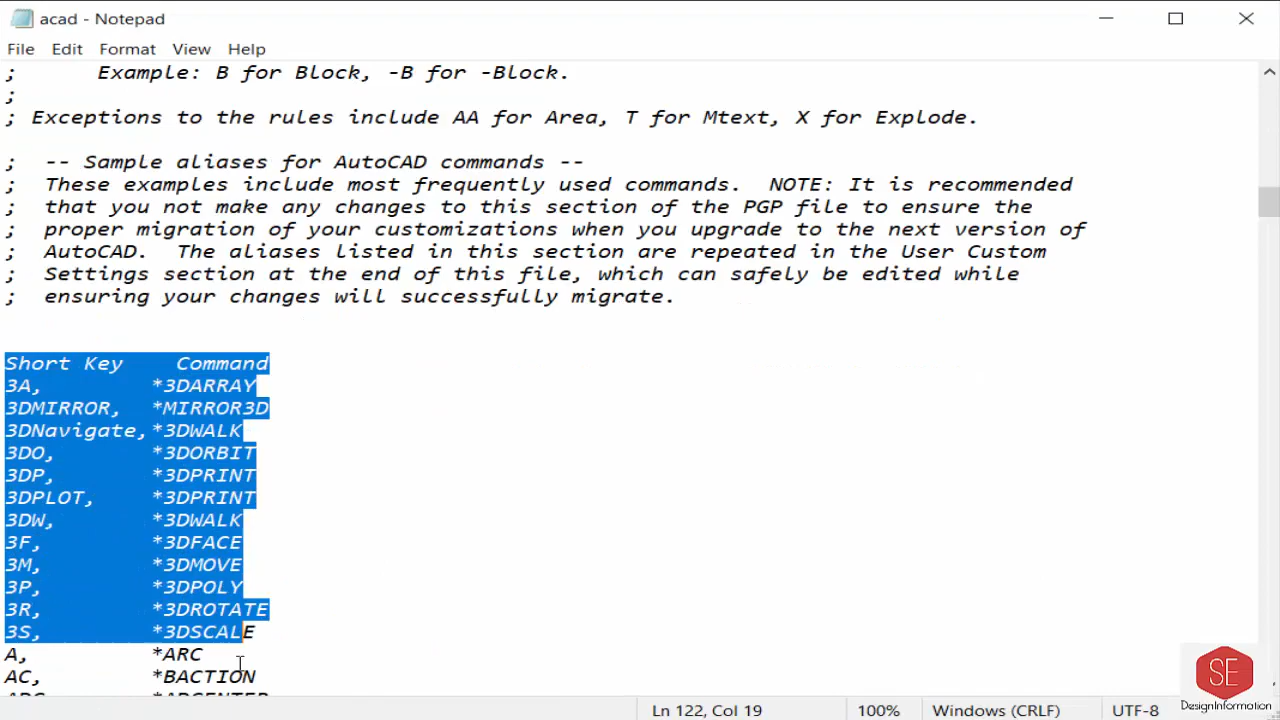 acad - Notepad
File Edit Format View Help
; Example: B for Block, -B for -Block.
;
; Exceptions to the rules include AA for Area, T for Mtext, X for Explode.
; -- Sample aliases for AutoCAD commands --
; These examples include most frequently used commands. NOTE: It is recommended
; that you not make any changes to this section of the PGP file to ensure the
; proper migration of your customizations when you upgrade to the next version of
; AutoCAD. The aliases listed in this section are repeated in the User Custom
; Settings section at the end of this file, which can safely be edited while
; ensuring your changes will successfully migrate.
Short Key Command
3A, *3DARRAY
3DMIRROR, *MIRROR3D
3DNavigate,*3DWALK
3DO, *3DORBIT
3DP, *3DPRINT
3DPLOT, *3DPRINT
3DW, *3DWALK
3F, *3DFACE
3M, *3DMOVE
3P, *3DPOLY
3R, *3DROTATE
3S, *3DSCALE
A, *ARC
AC, *BACTION
Ln 122, Col 19 100% Windows (CRLF) UTF-8
SE
DesignInformation